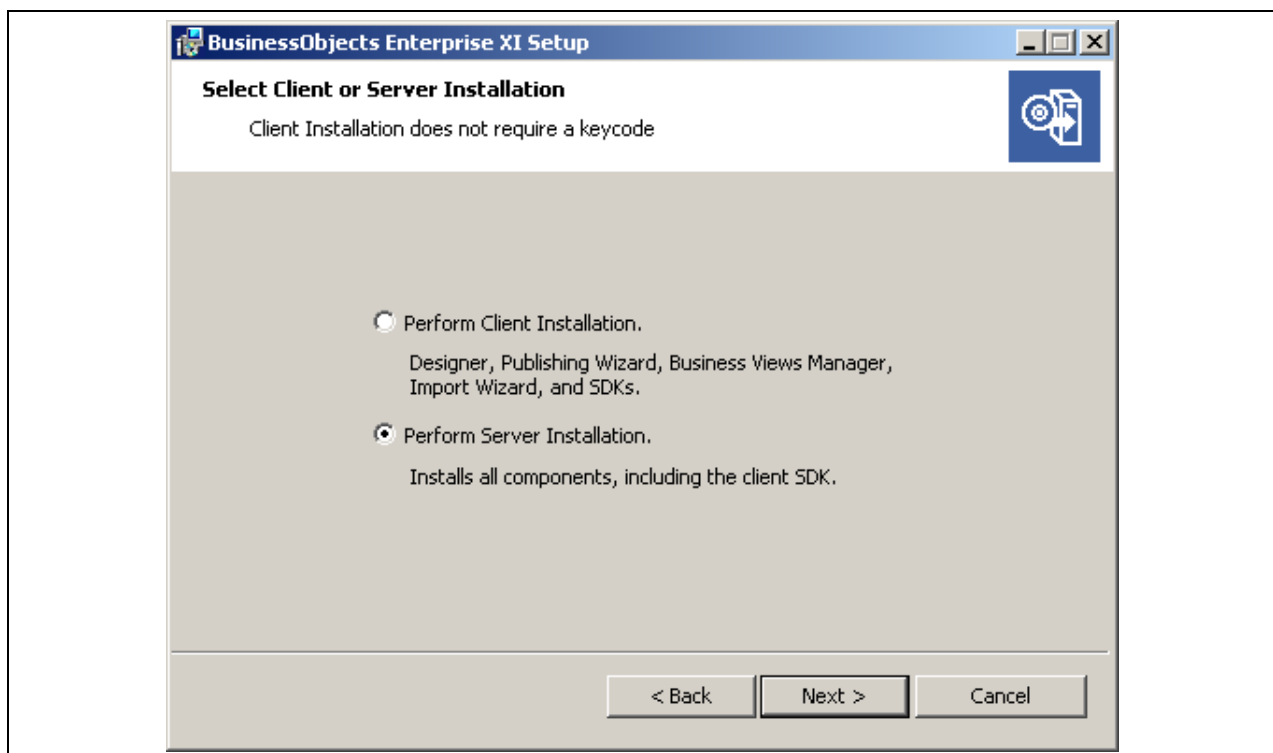 BusinessObjects Enterprise XI Setup
Select Client or Server Installation
Client Installation does not require a keycode
Perform Client Installation.
Designer, Publishing Wizard, Business Views Manager,
Import Wizard, and SDKs.
Perform Server Installation.
Installs all components, including the client SDK.
< Back Next > Cancel